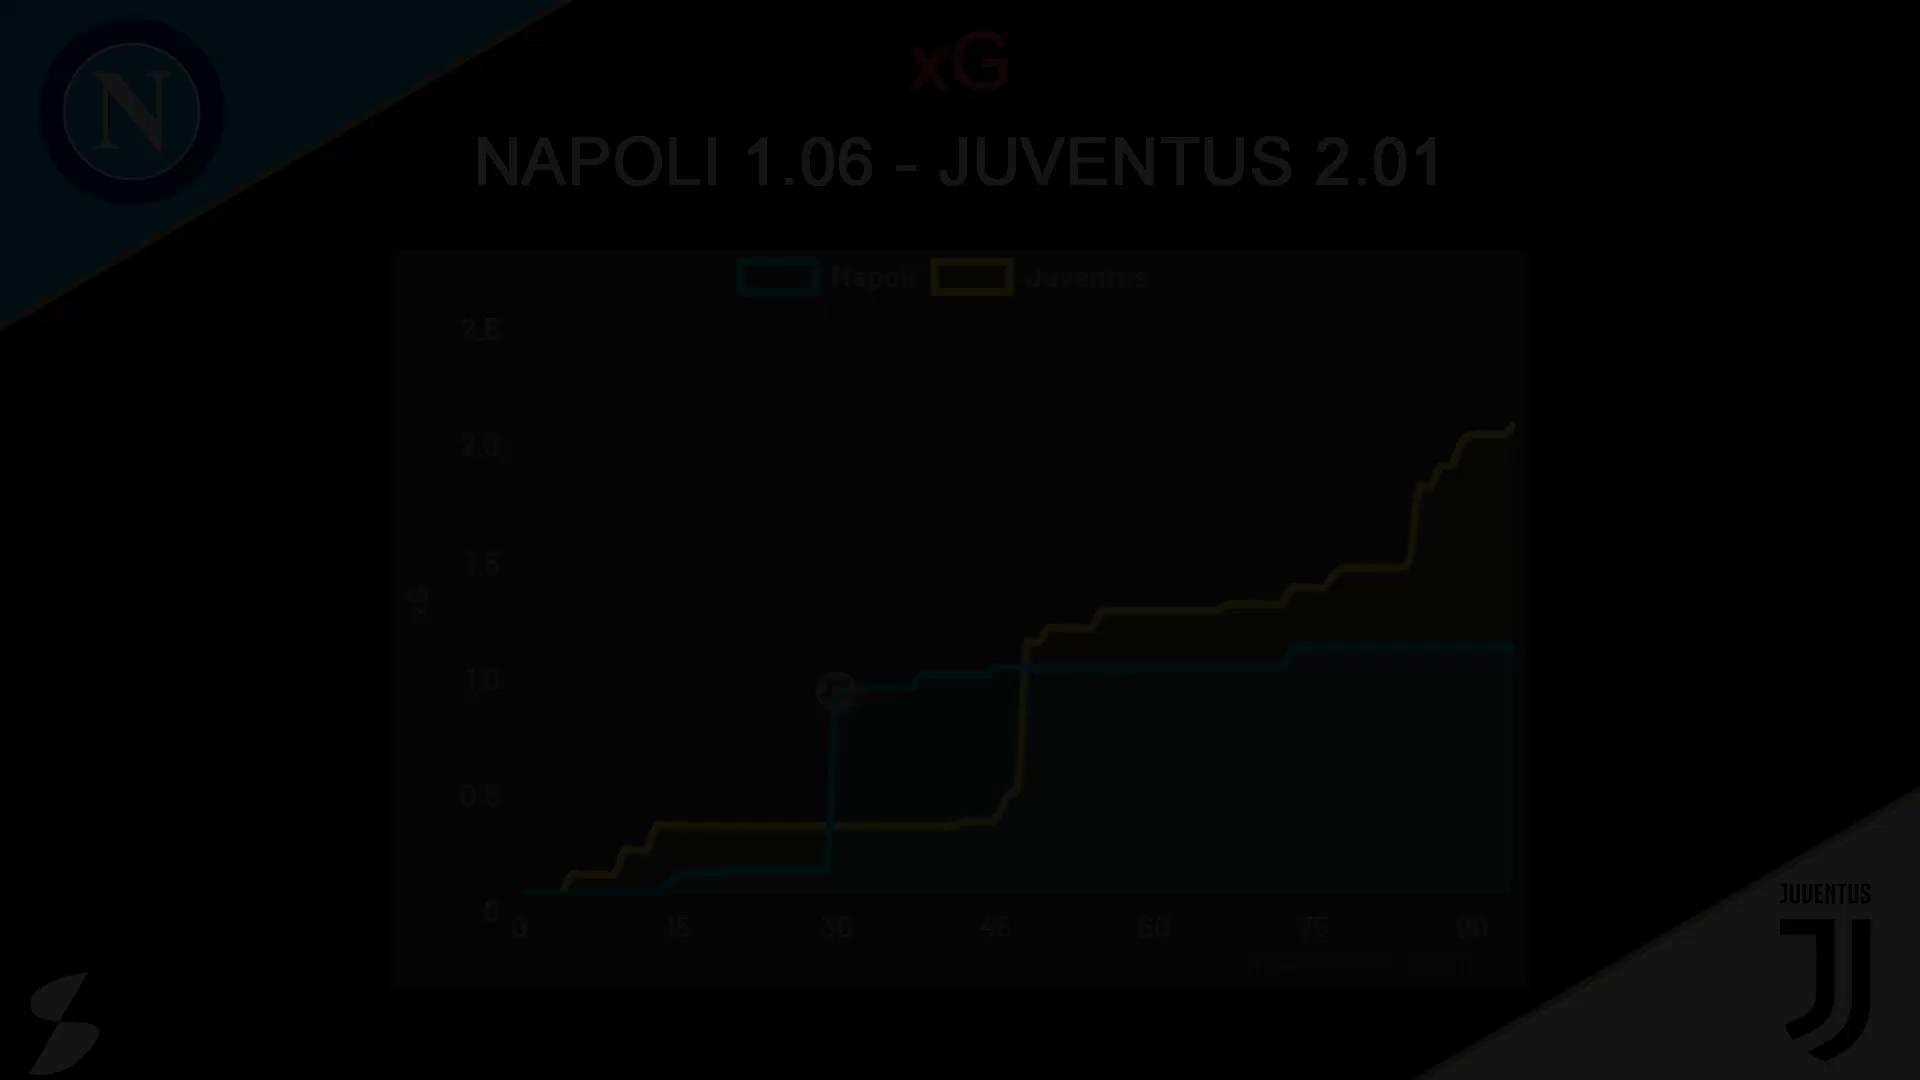 N
xG
NAPOLI 1.06 - JUVENTUS 2.01
Napoli
Juventus
2.5
2.0
1.5
1.0
0.5
0
xG
0 15 30 45 60 75 90
JUVENTUS